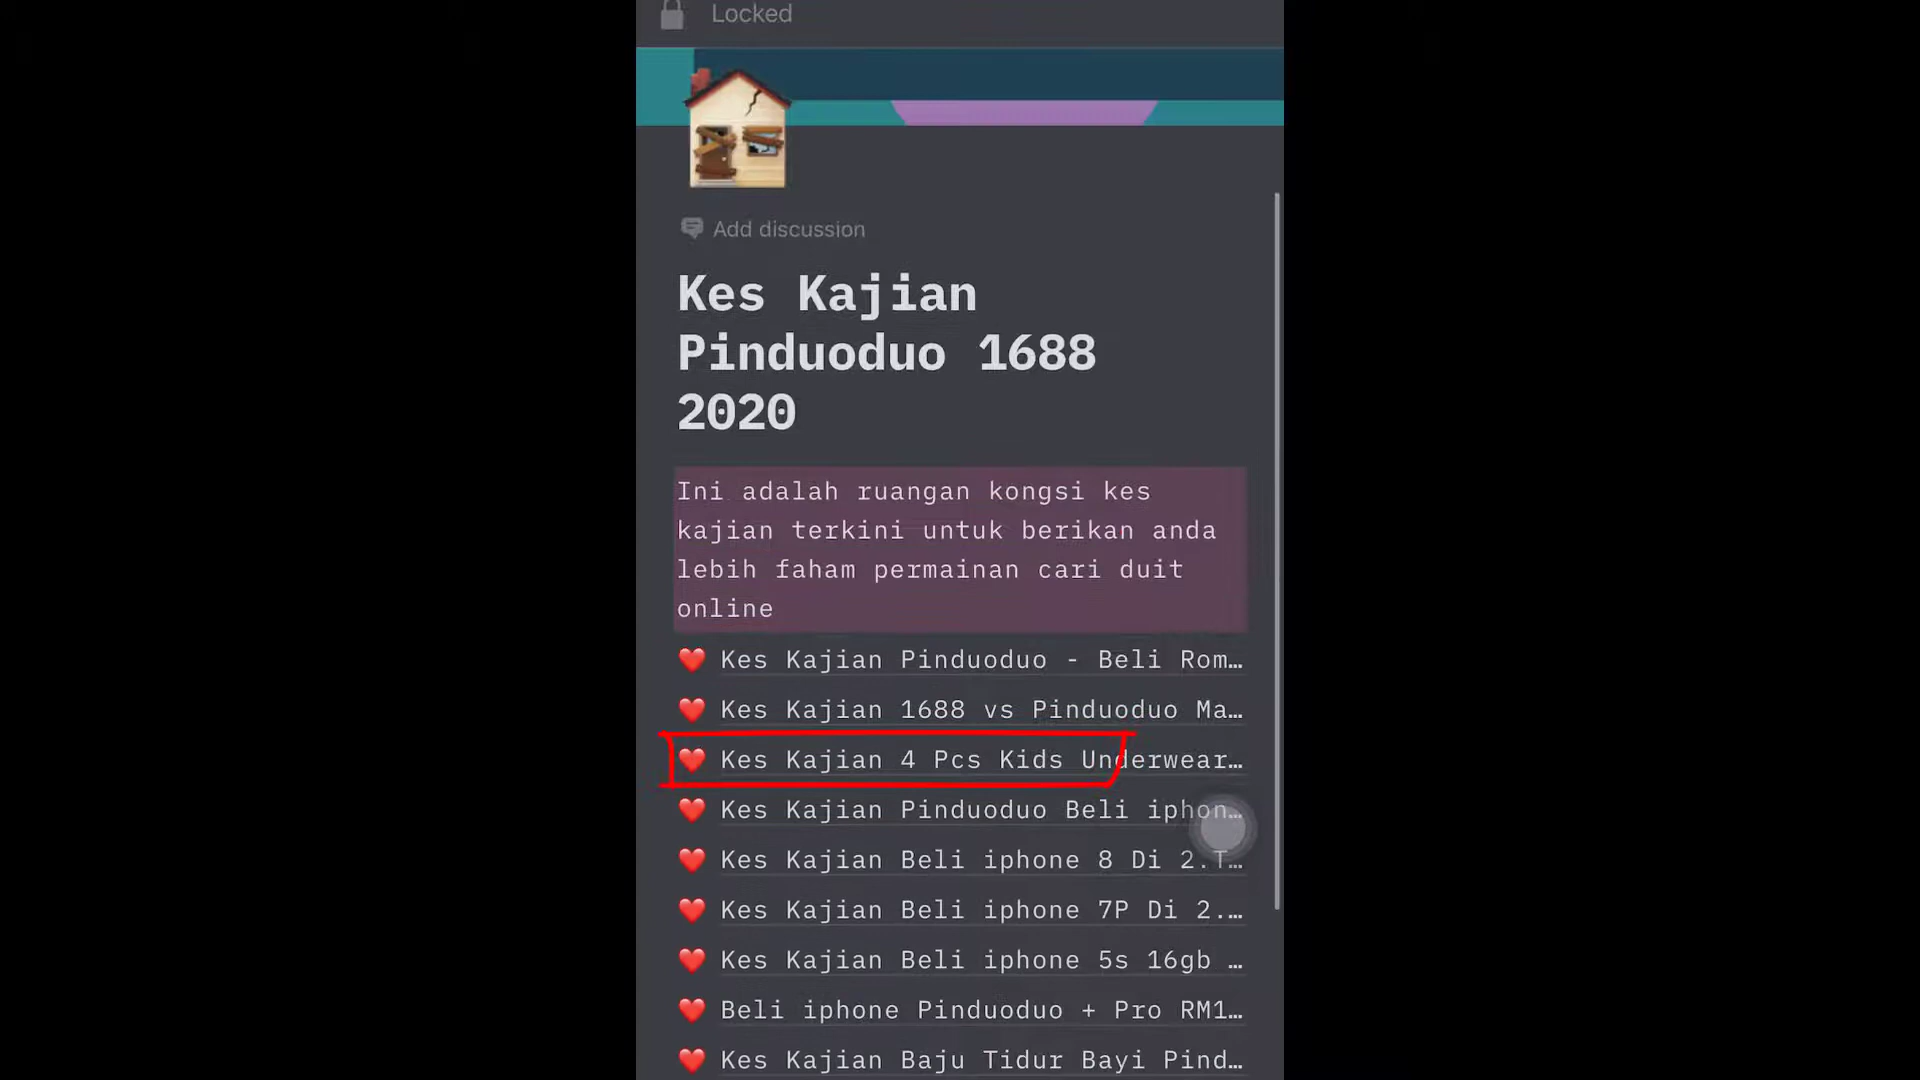 Locked
Add discussion
Kes Kajian
Pinduoduo 1688
2020
Ini adalah ruangan kongsi kes
kajian terkini untuk berikan anda
lebih faham permainan cari duit
online
Kes Kajian Pinduoduo - Beli Rom…
Kes Kajian 1688 vs Pinduoduo Ma…
Kes Kajian 4 Pcs Kids Underwear…
Kes Kajian Pinduoduo Beli iphon…
Kes Kajian Beli iphone 8 Di 2.T…
Kes Kajian Beli iphone 7P Di 2.…
Kes Kajian Beli iphone 5s 16gb …
Beli iphone Pinduoduo + Pro RM1…
Kes Kajian Baju Tidur Bayi Pind…